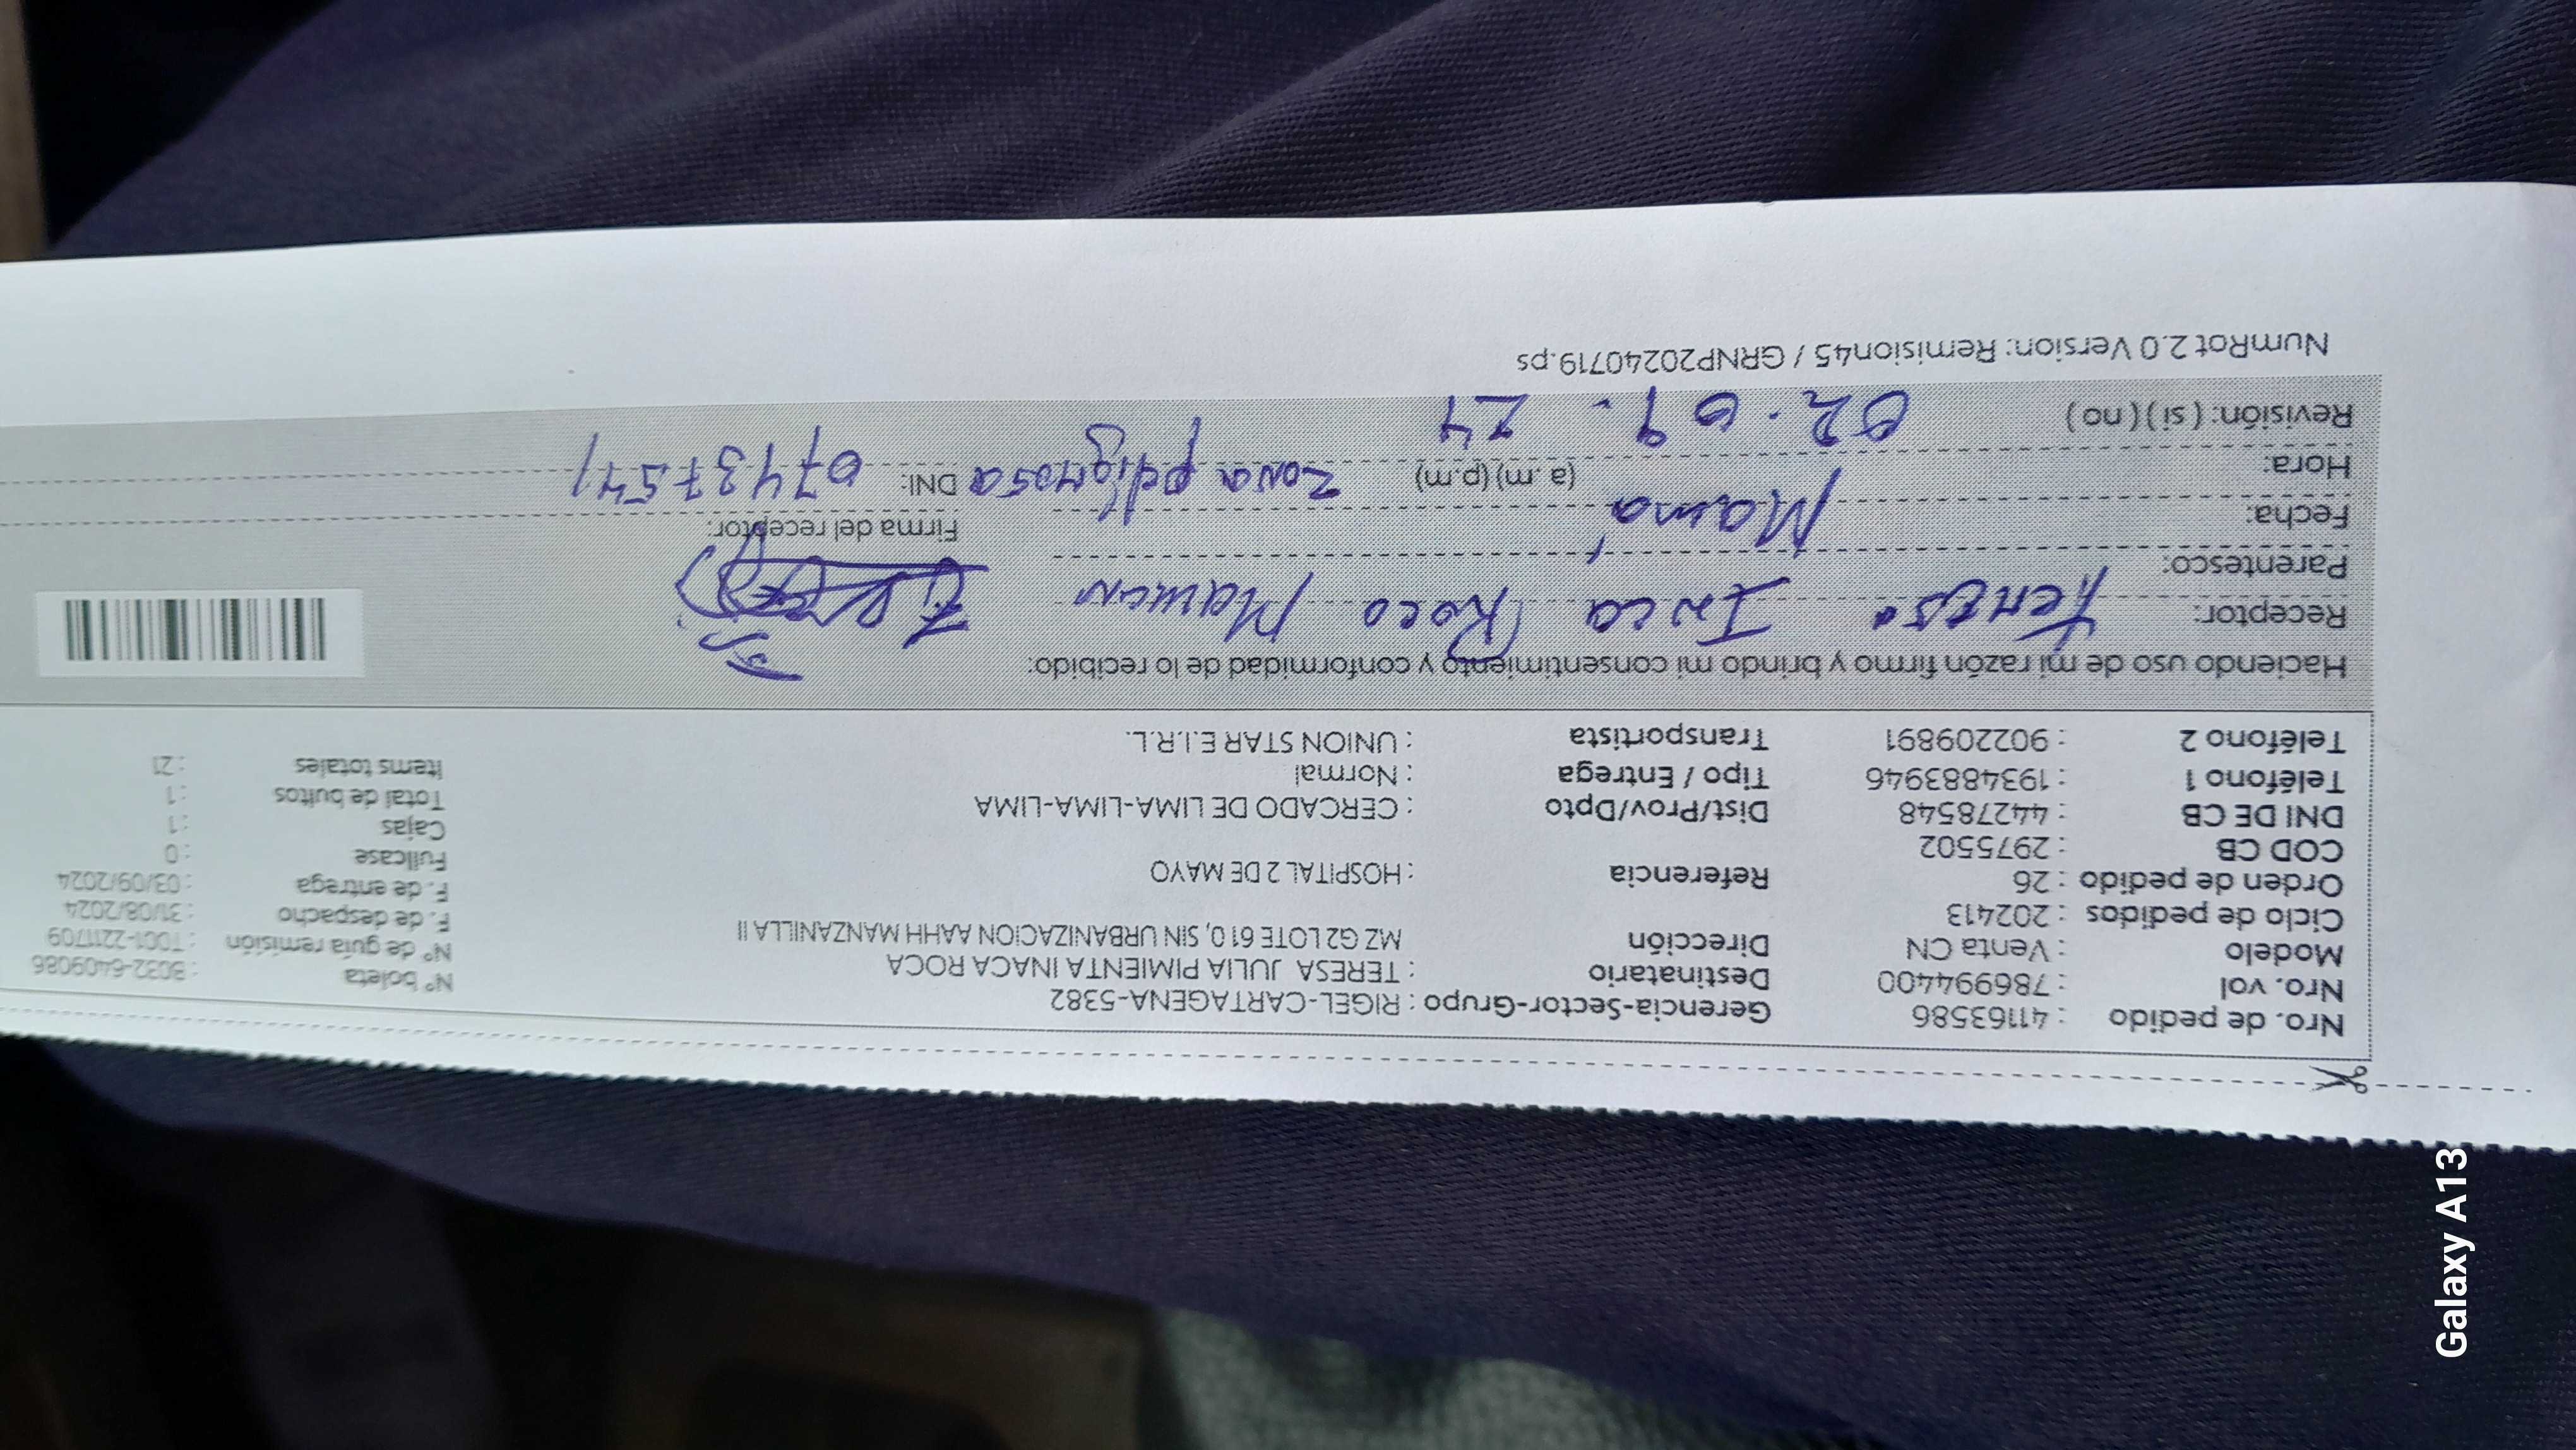 Nro. de pedido : 41163586 Gerencia-Sector-Grupo : RIGEL-CARTAGENA-5382 N° boleta : B032-6409086
Nro. vol : 786994400 Destinatario : TERESA JULIA PIMIENTA INACA ROCA N° de guía remisión : T001-2211709
Modelo : Venta CN Dirección MZ G2 LOTE 610, SIN URBANIZACION AAHH MANZANILLA II F. de despacho : 31/08/2024
Ciclo de pedidos : 202413 F. de entrega : 03/09/2024
Orden de pedido : 26 Referencia : HOSPITAL 2 DE MAYO Fullcase : 0
COD CB : 2975502 Cajas : 1
DNI DE CB : 44278548 Dist/Prov/Dpto : CERCADO DE LIMA-LIMA-LIMA Total de bultos : 1
Teléfono 1 : 1934883946 Tipo / Entrega : Normal Items totales : 21
Teléfono 2 : 902209891 Transportista : UNION STAR E.I.R.L.
Haciendo uso de mi razón firmo y brindo mi consentimiento y conformidad de lo recibido:
Receptor: Teresa Inca Roco Mamen
Parentesco: Mamá Firma del receptor:
Fecha:
Hora: (a .m) (p.m) zona peligrosa DNI: 07437541
Revisión: ( si ) ( no ) 02.09.24
NumRot 2.0 Version: Remision45 / GRNP20240719.ps
Galaxy A13